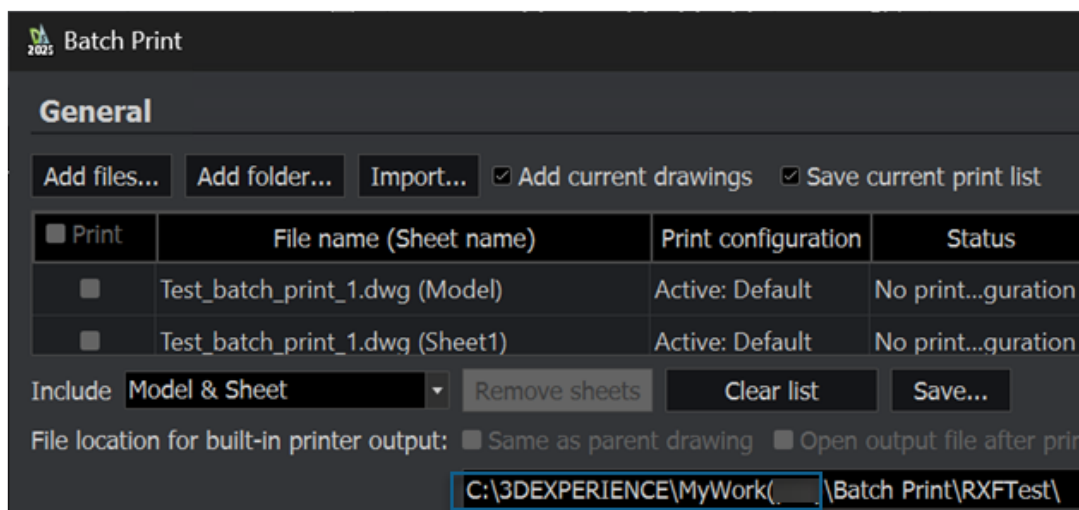 2025 Batch Print
General
Add files... Add folder... Import... Add current drawings Save current print list
Print File name (Sheet name) Print configuration Status
Test_batch_print_1.dwg (Model) Active: Default No print...guration
Test_batch_print_1.dwg (Sheet1) Active: Default No print...guration
Include Model & Sheet Remove sheets Clear list Save...
File location for built-in printer output: Same as parent drawing Open output file after prin
C:\3DEXPERIENCE\MyWork( \Batch Print\RXFTest\